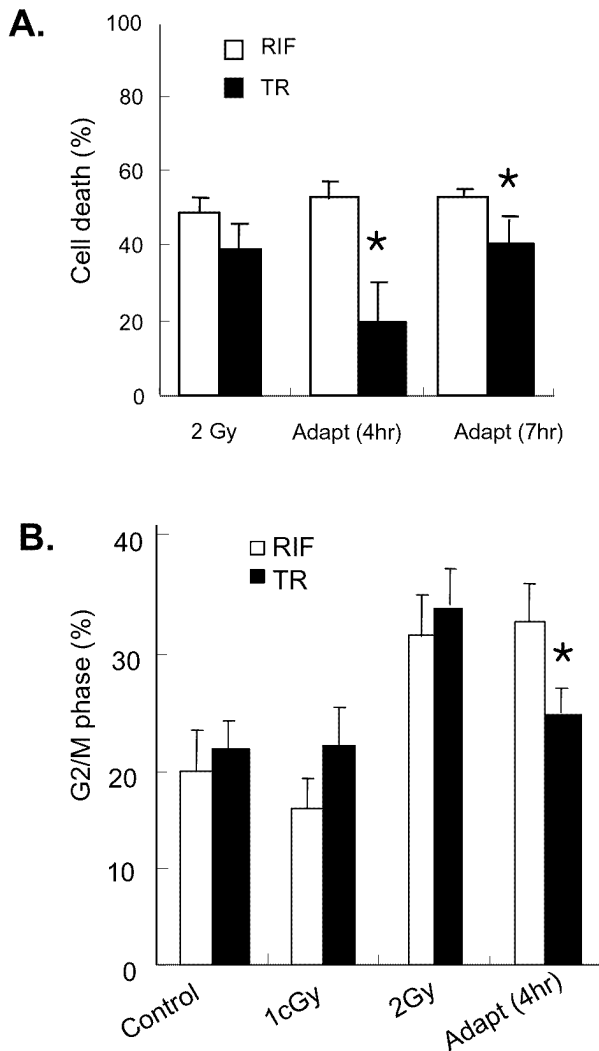 A.
100
80
60
40
20
0
Cell death (%)
RIF
TR
2 Gy
Adapt (4hr)
Adapt (7hr)
B.
40
30
20
10
0
G2/M phase (%)
RIF
TR
Control
1cGy
2Gy
Adapt (4hr)